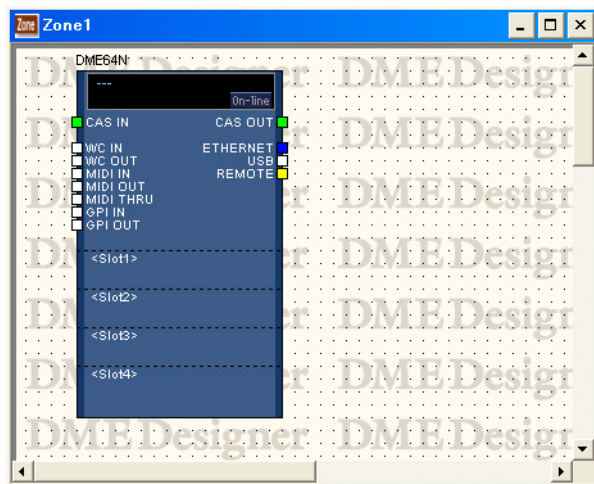 Zone Zone1
DME64N
---
On-line
CAS IN CAS OUT
WC IN ETHERNET
WC OUT USB
MIDI IN REMOTE
MIDI OUT
MIDI THRU
GPI IN
GPI OUT
<Slot1>
<Slot2>
<Slot3>
<Slot4>
DME Designer DME Designer